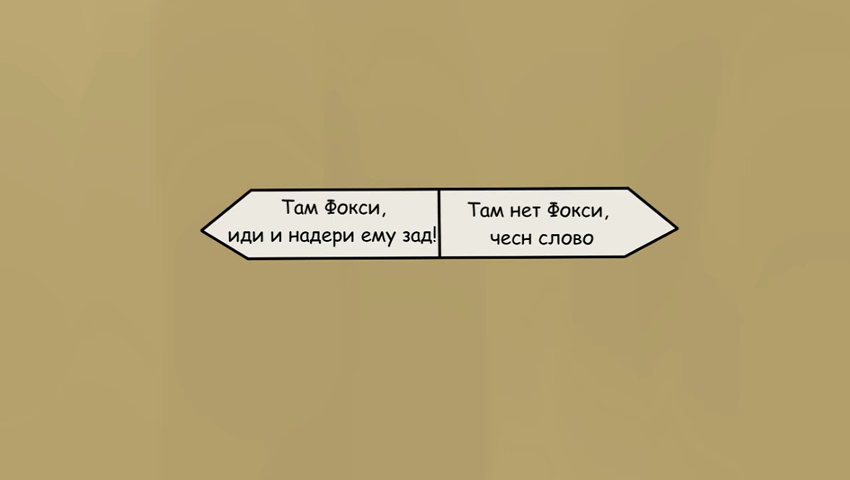 Там Фокси,
иди и надери ему зад!
Там нет Фокси,
чесн слово